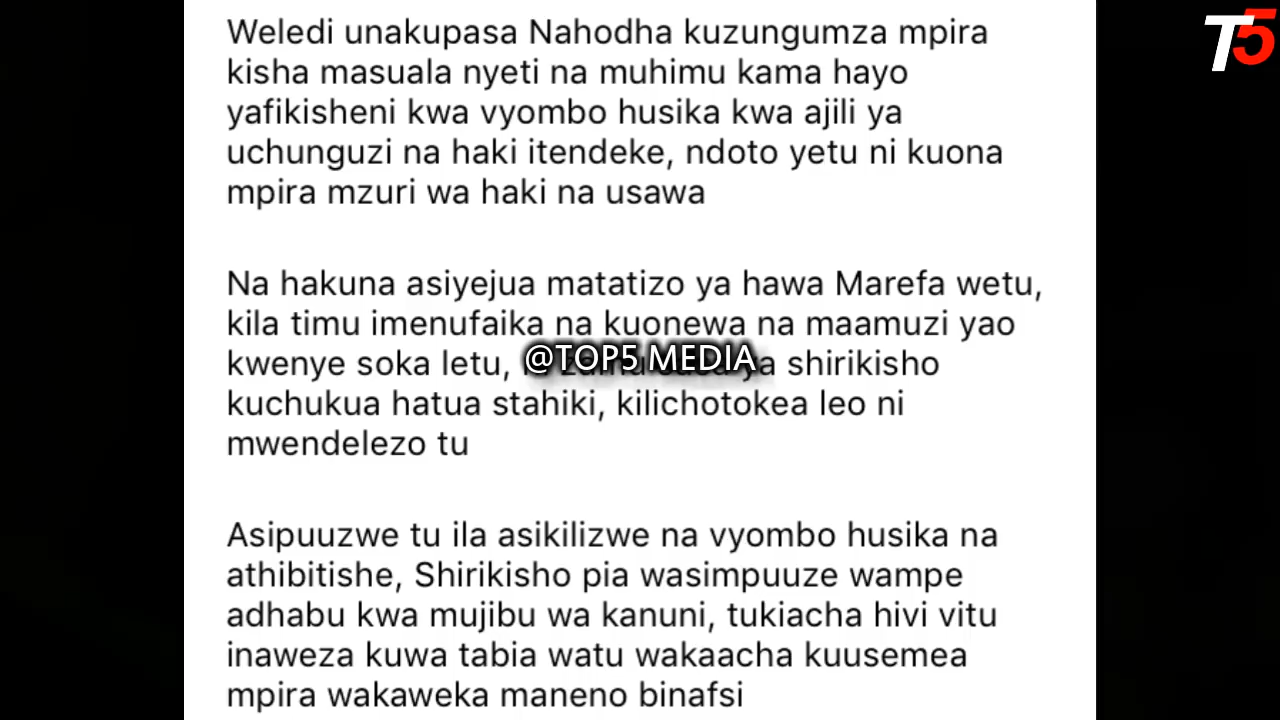 T5
Weledi unakupasa Nahodha kuzungumza mpira
kisha masuala nyeti na muhimu kama hayo
yafikisheni kwa vyombo husika kwa ajili ya
uchunguzi na haki itendeke, ndoto yetu ni kuona
mpira mzuri wa haki na usawa
Na hakuna asiyejua matatizo ya hawa Marefa wetu,
kila timu imenufaika na kuonewa na maamuzi yao
kwenye soka letu, ya shirikisho
@TOP5 MEDIA
kuchukua hatua stahiki, kilichotokea leo ni
mwendelezo tu
Asipuuzwe tu ila asikilizwe na vyombo husika na
athibitishe, Shirikisho pia wasimpuuze wampe
adhabu kwa mujibu wa kanuni, tukiacha hivi vitu
inaweza kuwa tabia watu wakaacha kuusemea
mpira wakaweka maneno binafsi